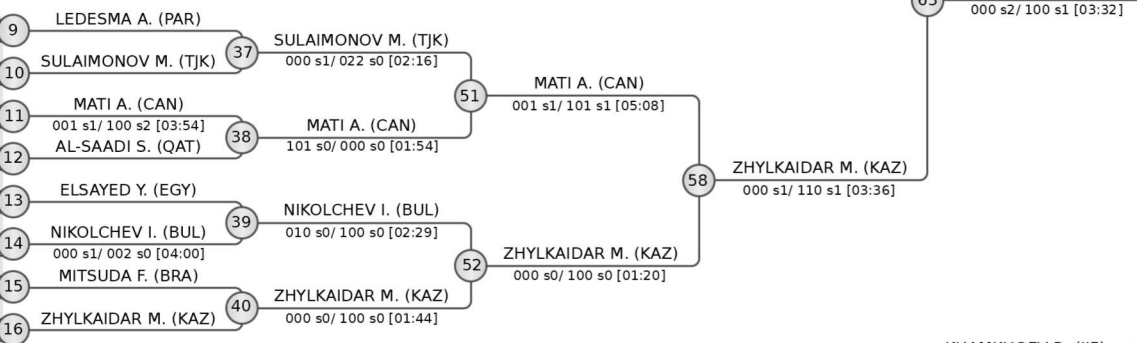 LEDESMA A. (PAR)
9
SULAIMONOV M. (TJK)
10
37
SULAIMONOV M. (TJK)
000 s1/ 022 s0 [02:16]
MATI A. (CAN)
11
001 s1/ 100 s2 [03:54]
AL-SAADI S. (QAT)
12
38
MATI A. (CAN)
101 s0/ 000 s0 [01:54]
51
MATI A. (CAN)
001 s1/ 101 s1 [05:08]
ELSAYED Y. (EGY)
13
NIKOLCHEV I. (BUL)
14
000 s1/ 002 s0 [04:00]
39
NIKOLCHEV I. (BUL)
010 s0/ 100 s0 [02:29]
MITSUDA F. (BRA)
15
ZHYLKAIDAR M. (KAZ)
16
40
ZHYLKAIDAR M. (KAZ)
000 s0/ 100 s0 [01:44]
52
ZHYLKAIDAR M. (KAZ)
000 s0/ 100 s0 [01:20]
58
ZHYLKAIDAR M. (KAZ)
000 s1/ 110 s1 [03:36]
000 s2/ 100 s1 [03:32]